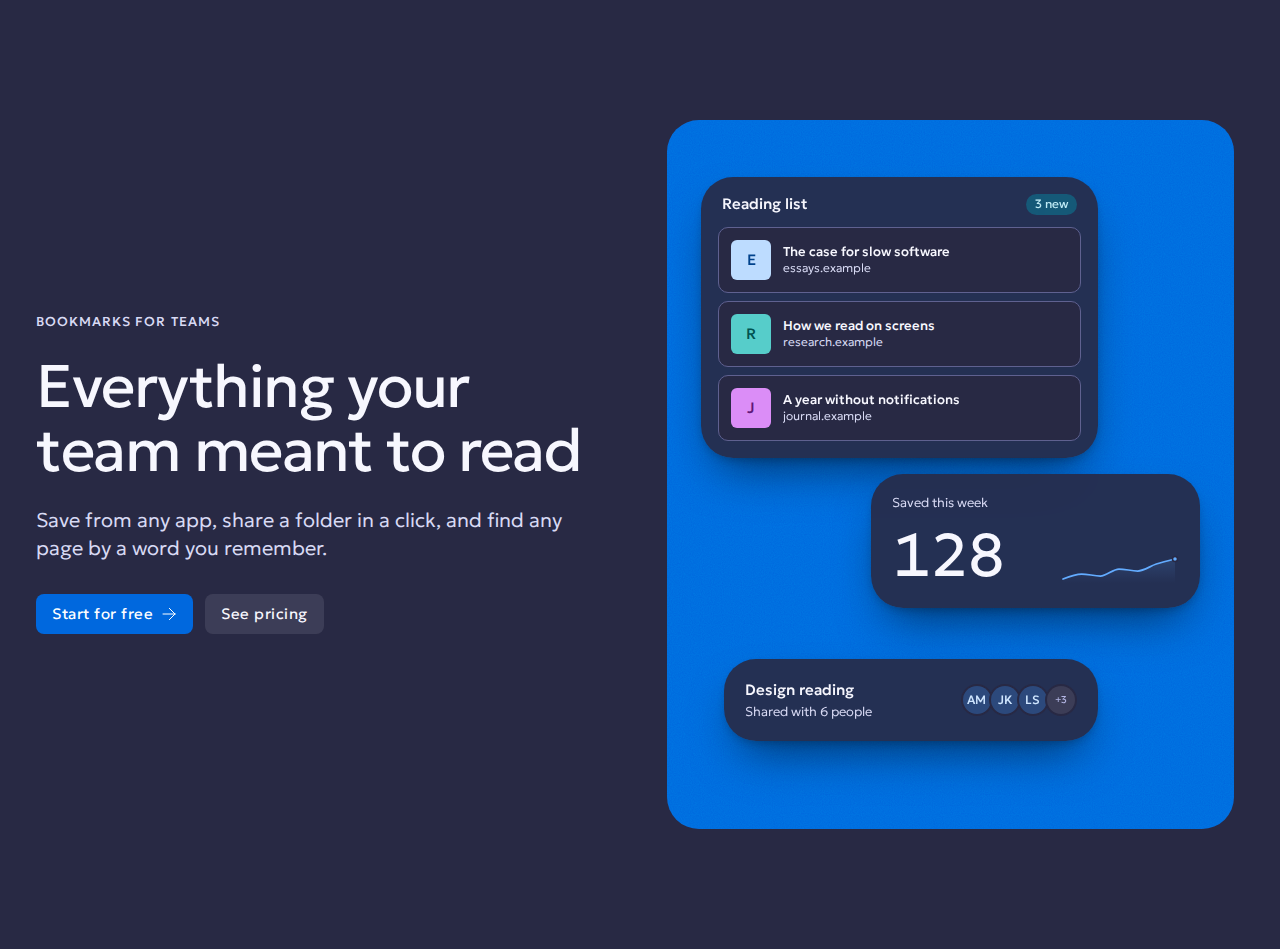 BOOKMARKS FOR TEAMS
Everything your
team meant to read
Save from any app, share a folder in a click, and find any
page by a word you remember.
Start for free
See pricing
Reading list
3 new
E
The case for slow software
essays.example
R
How we read on screens
research.example
J
A year without notifications
journal.example
Saved this week
128
Design reading
Shared with 6 people
AM
JK
LS
+3